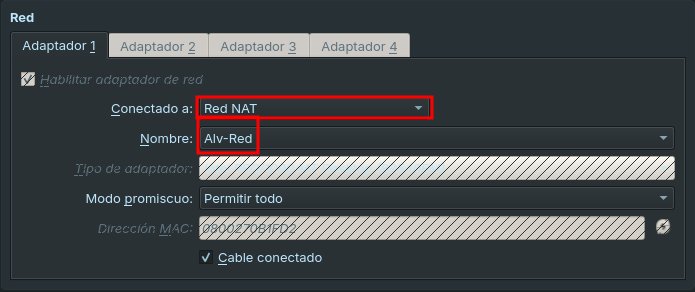 Red
Adaptador 1 Adaptador 2 Adaptador 3 Adaptador 4
Habilitar adaptador de red
Conectado a: Red NAT
Nombre: Alv-Red
Tipo de adaptador:
Modo promiscuo: Permitir todo
Dirección MAC: 0800270B1FD2
Cable conectado